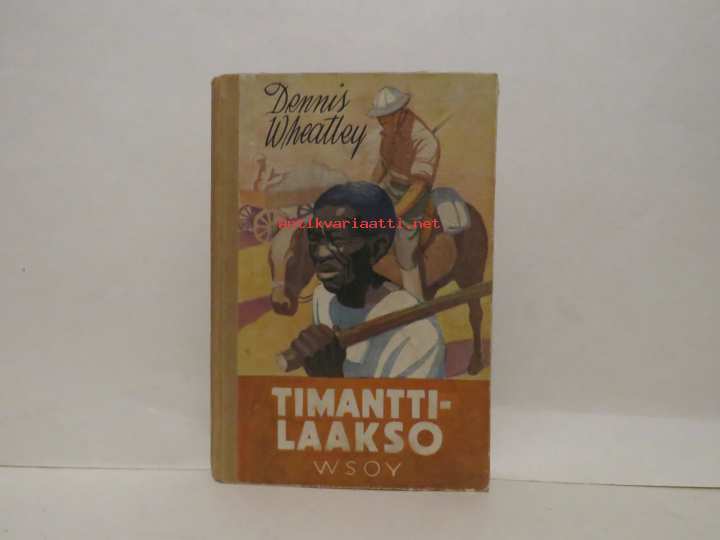 Dennis
Wheatley
antikvariaatti.net
TIMANTTI-
LAAKSO
WSOY